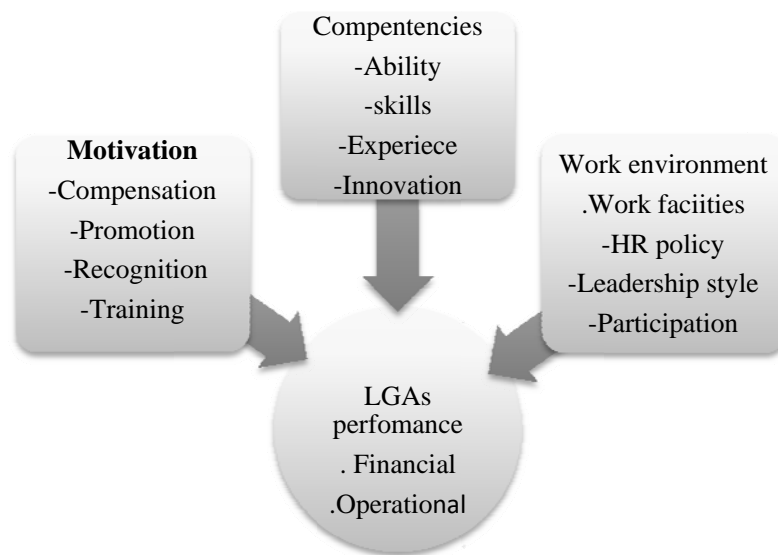 Compentencies
-Ability
-skills
-Experiece
-Innovation
Motivation
-Compensation
-Promotion
-Recognition
-Training
Work environment
.Work faciities
-HR policy
-Leadership style
-Participation
LGAs
perfomance
. Financial
.Operational